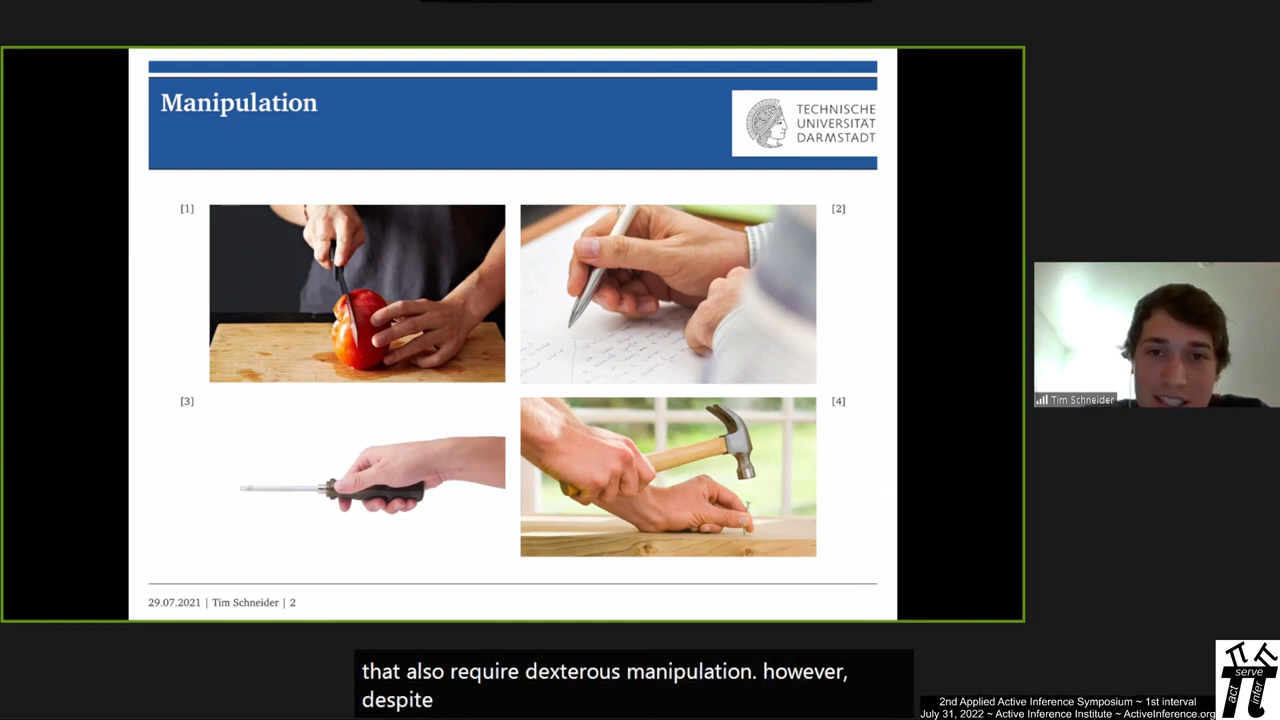 Manipulation
TECHNISCHE
UNIVERSITÄT
DARMSTADT
[1]
[2]
[3]
[4]
29.07.2021 | Tim Schneider | 2
Tim Schneider
that also require dexterous manipulation. however,
despite
2nd Applied Active Inference Symposium ~ 1st interval
July 31, 2022 ~ Active Inference Institute ~ ActiveInference.org
serve
act
infer